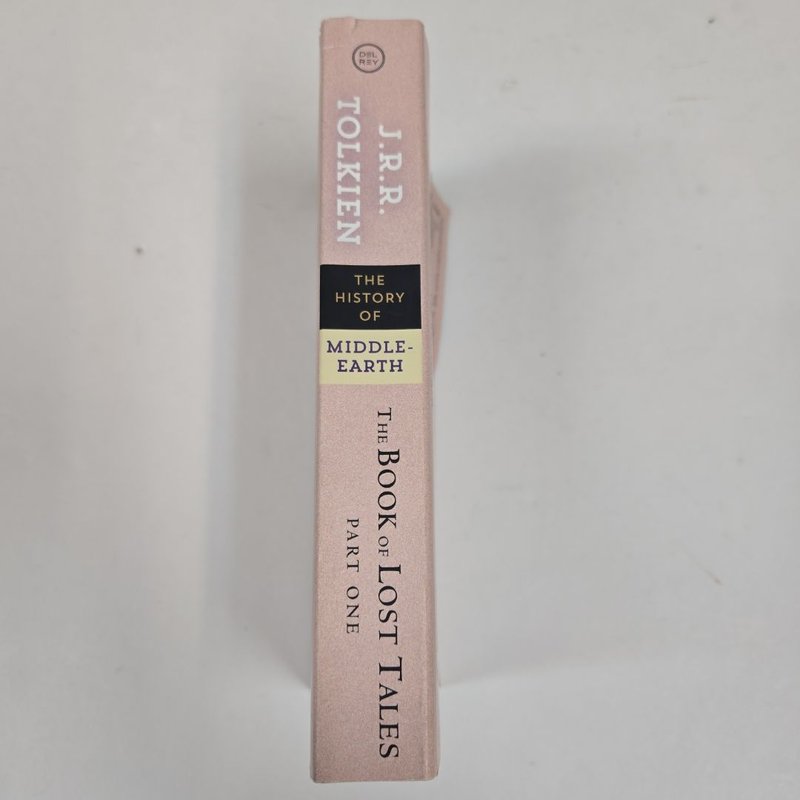 DEL
REY
J.R.R.
TOLKIEN
THE
HISTORY
OF
MIDDLE-
EARTH
THE BOOK OF LOST TALES
PART ONE